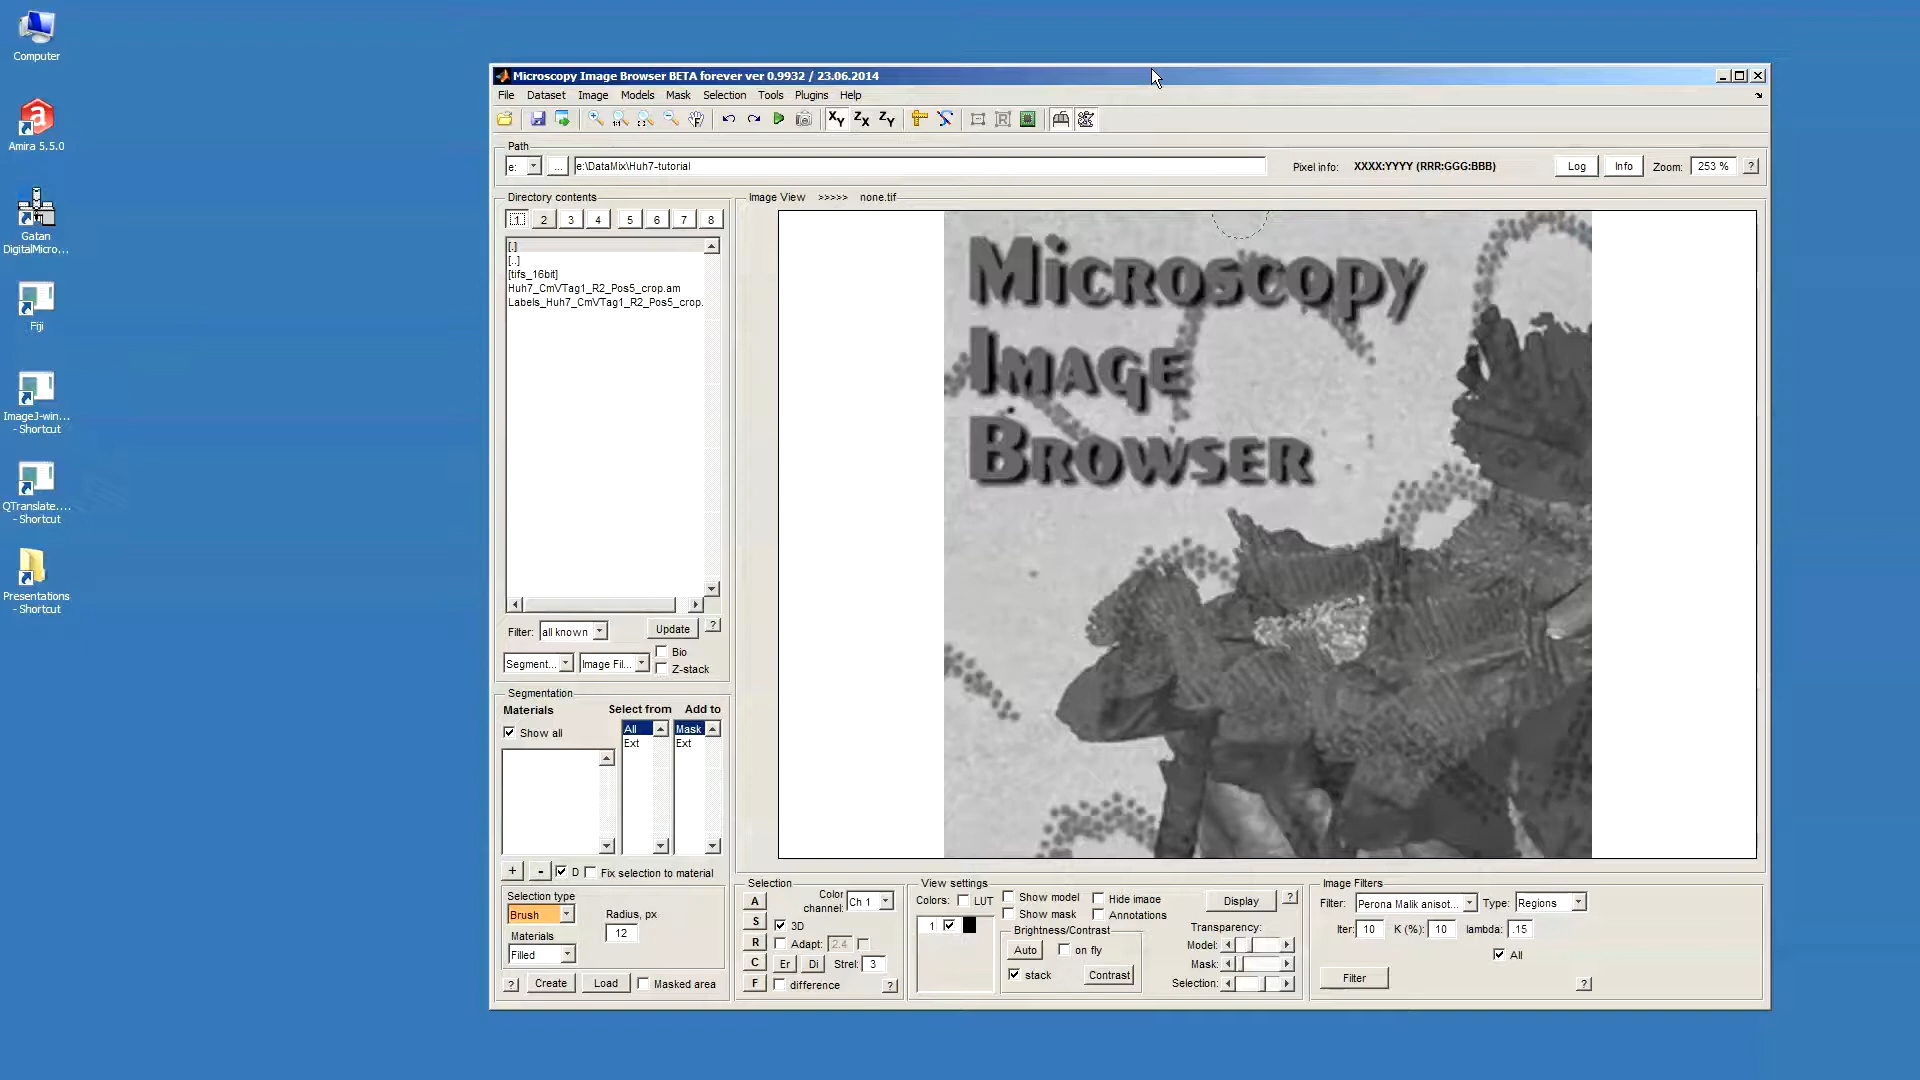 Computer
Amira 5.5.0
Gatan
DigitalMicro...
Fiji
ImageJ-win...
- Shortcut
QTranslate....
- Shortcut
Presentations
- Shortcut
Microscopy Image Browser BETA forever ver 0.9932 / 23.06.2014
File Dataset Image Models Mask Selection Tools Plugins Help
XY ZX ZY
Path
e: ... e:\DataMix\Huh7-tutorial Pixel info: XXXX:YYYY (RRR:GGG:BBB) Log Info Zoom: 253 % ?
Directory contents
1 2 3 4 5 6 7 8
[.]
[..]
[tifs_16bit]
Huh7_CmVTag1_R2_Pos5_crop.am
Labels_Huh7_CmVTag1_R2_Pos5_crop.
Filter: all known Update ?
Segment... Image Fil... Bio
Z-stack
Image View >>>>> none.tif
Microscopy
Image
Browser
Segmentation
Materials Select from Add to
Show all All Mask
Ext Ext
+ - D Fix selection to material
Selection type
Brush Radius, px
12
Materials
Filled
? Create Load Masked area
Selection
A Color channel: Ch 1
S 3D
R Adapt: 2.4
C Er Di Strel: 3
F difference ?
View settings
Colors: LUT Show model Hide image Display ?
Show mask Annotations
1
Brightness/Contrast
Auto on fly
stack Contrast
Transparency:
Model:
Mask:
Selection:
Image Filters
Filter: Perona Malik anisot... Type: Regions
Iter: 10 K (%): 10 lambda: .15
All
Filter ?